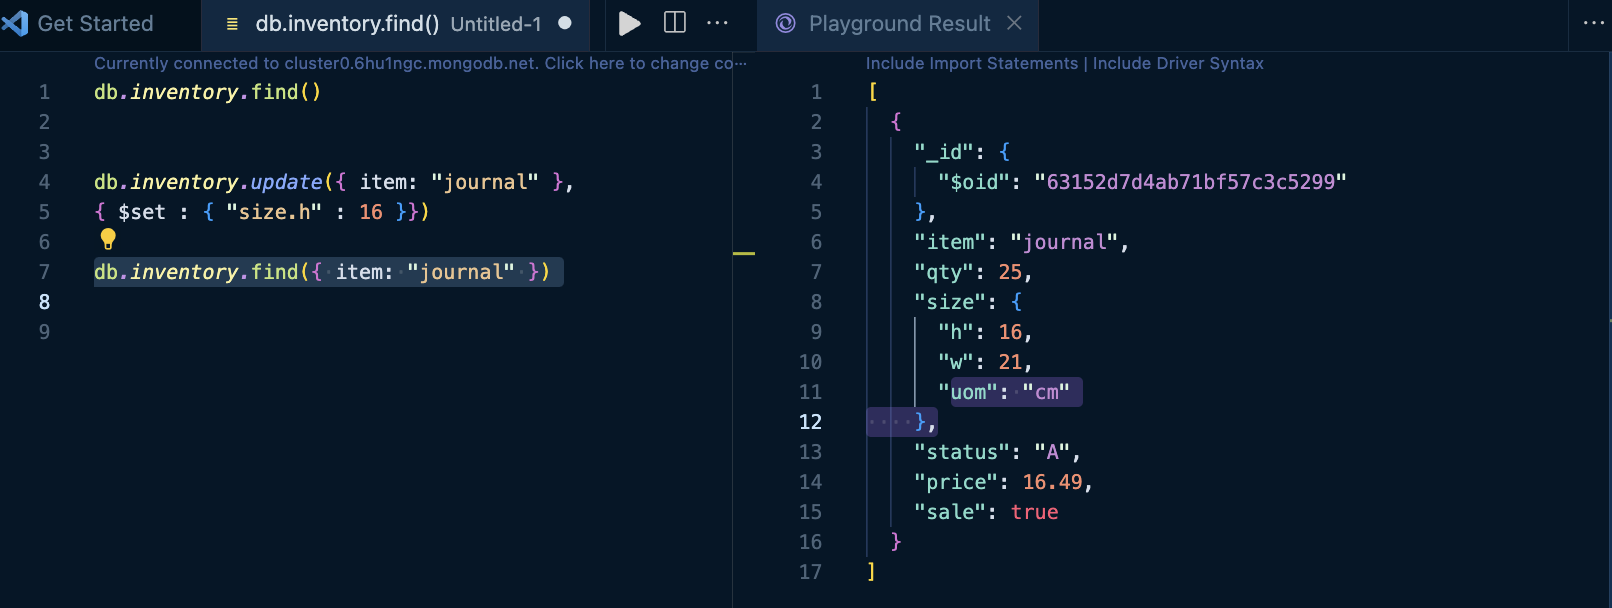 Get Started
db.inventory.find() Untitled-1
Playground Result
Currently connected to cluster0.6hu1ngc.mongodb.net. Click here to change co...
1 db.inventory.find()
2
3
4 db.inventory.update({ item: "journal" },
5 { $set : { "size.h" : 16 }})
6
7 db.inventory.find({ item: "journal" })
8
9
Include Import Statements | Include Driver Syntax
1 [
2 {
3 "_id": {
4 "$oid": "63152d7d4ab71bf57c3c5299"
5 },
6 "item": "journal",
7 "qty": 25,
8 "size": {
9 "h": 16,
10 "w": 21,
11 "uom": "cm"
12 },
13 "status": "A",
14 "price": 16.49,
15 "sale": true
16 }
17 ]